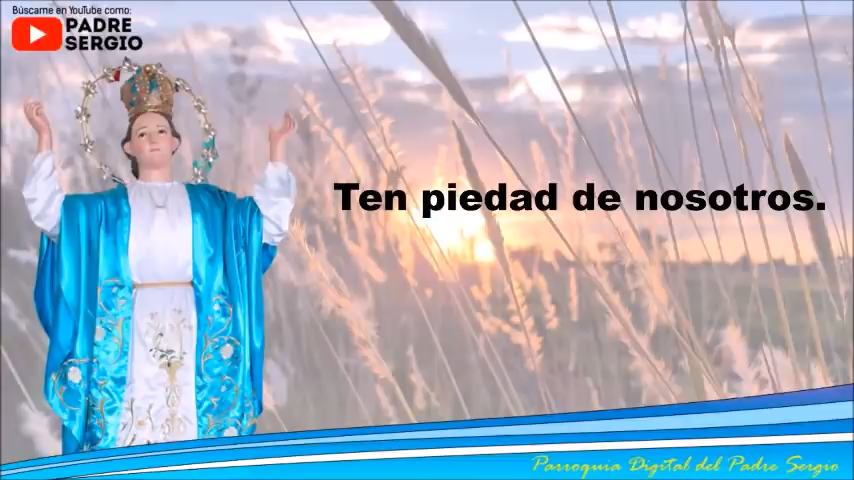 Búscame en YouTube como:
PADRE
SERGIO
Ten piedad de nosotros.
Parroquia Digital del Padre Sergio